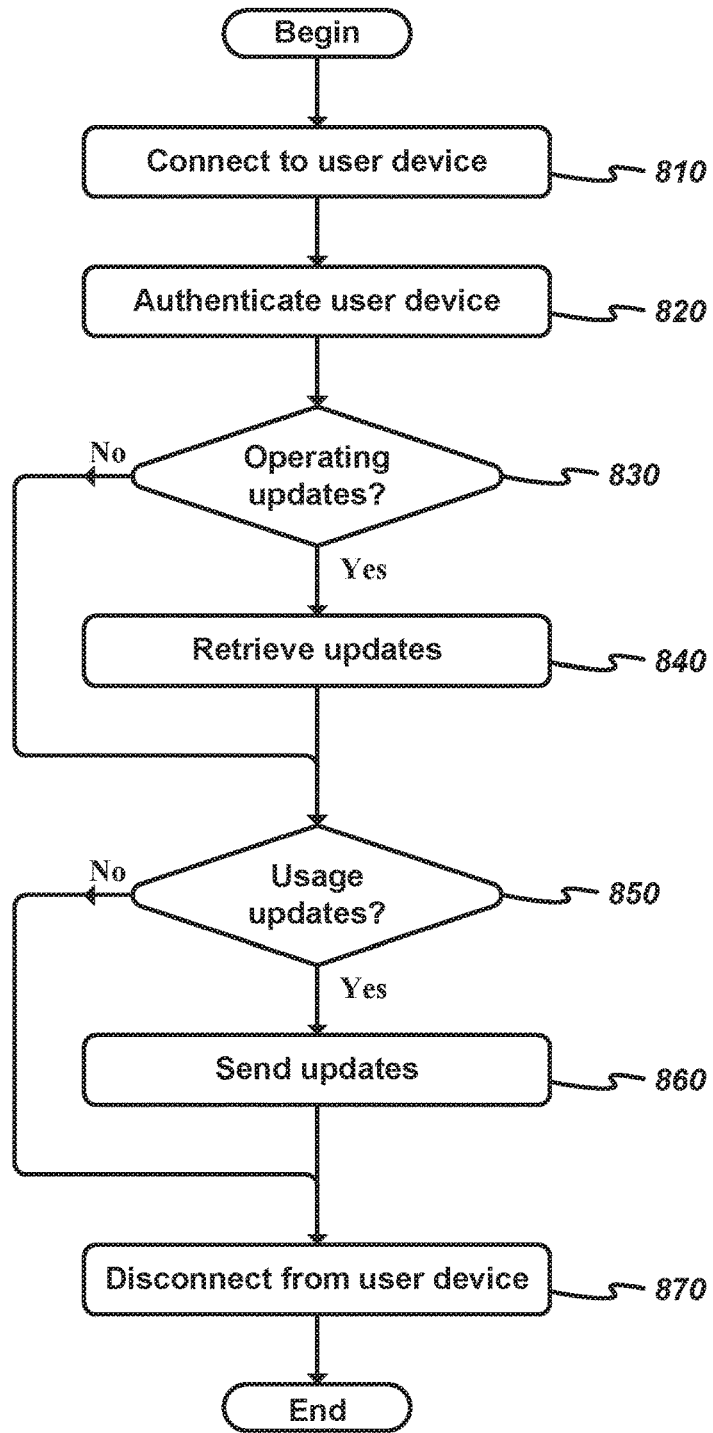 Begin
Connect to user device
810
Authenticate user device
820
No
Operating
updates?
830
Yes
Retrieve updates
840
No
Usage
updates?
850
Yes
Send updates
860
Disconnect from user device
870
End